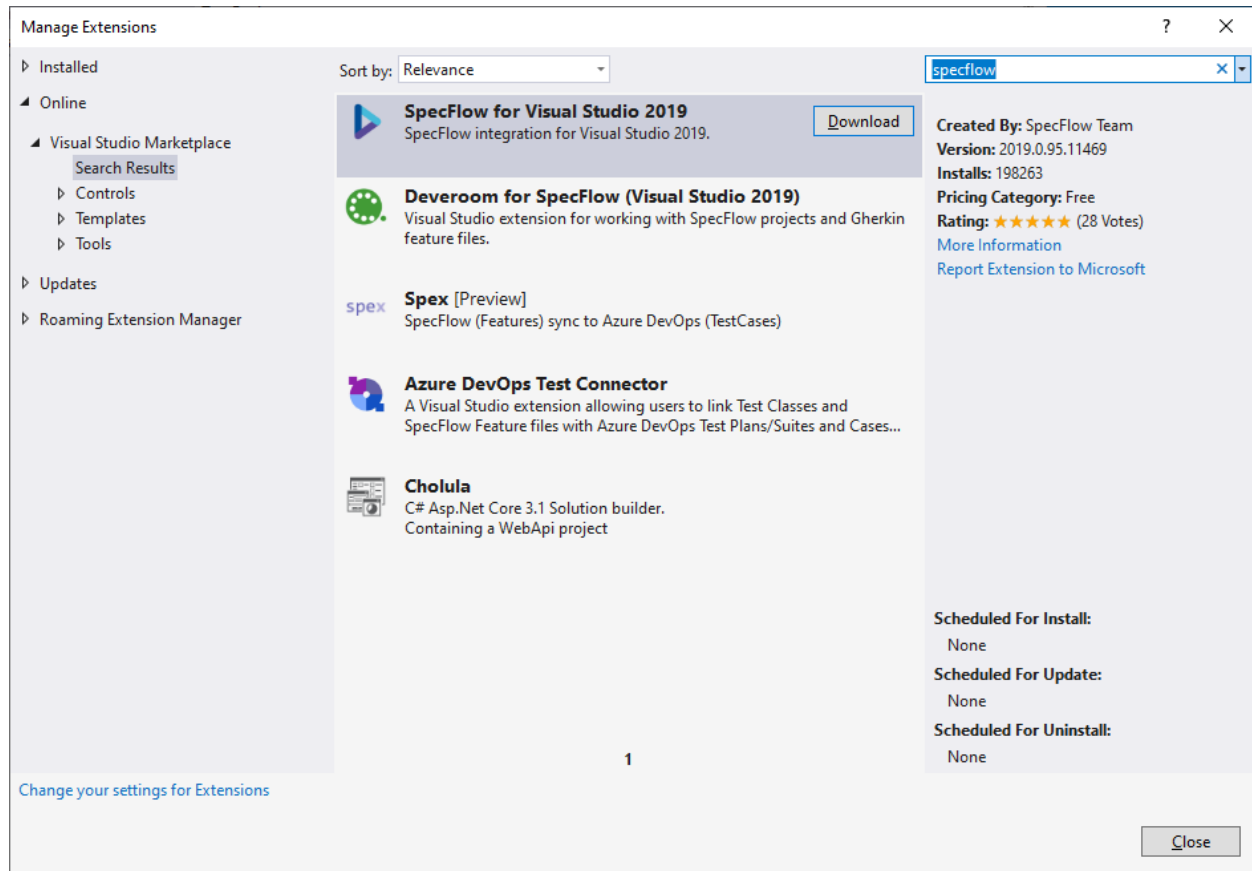 Manage Extensions
?
Installed
Online
Visual Studio Marketplace
Search Results
Controls
Templates
Tools
Updates
Roaming Extension Manager
Sort by: Relevance
SpecFlow for Visual Studio 2019
SpecFlow integration for Visual Studio 2019.
Download
Deveroom for SpecFlow (Visual Studio 2019)
Visual Studio extension for working with SpecFlow projects and Gherkin
feature files.
spex
Spex [Preview]
SpecFlow (Features) sync to Azure DevOps (TestCases)
Azure DevOps Test Connector
A Visual Studio extension allowing users to link Test Classes and
SpecFlow Feature files with Azure DevOps Test Plans/Suites and Cases...
Cholula
C# Asp.Net Core 3.1 Solution builder.
Containing a WebApi project
1
specflow
Created By: SpecFlow Team
Version: 2019.0.95.11469
Installs: 198263
Pricing Category: Free
Rating: ★★★★★ (28 Votes)
More Information
Report Extension to Microsoft
Scheduled For Install:
None
Scheduled For Update:
None
Scheduled For Uninstall:
None
Change your settings for Extensions
Close